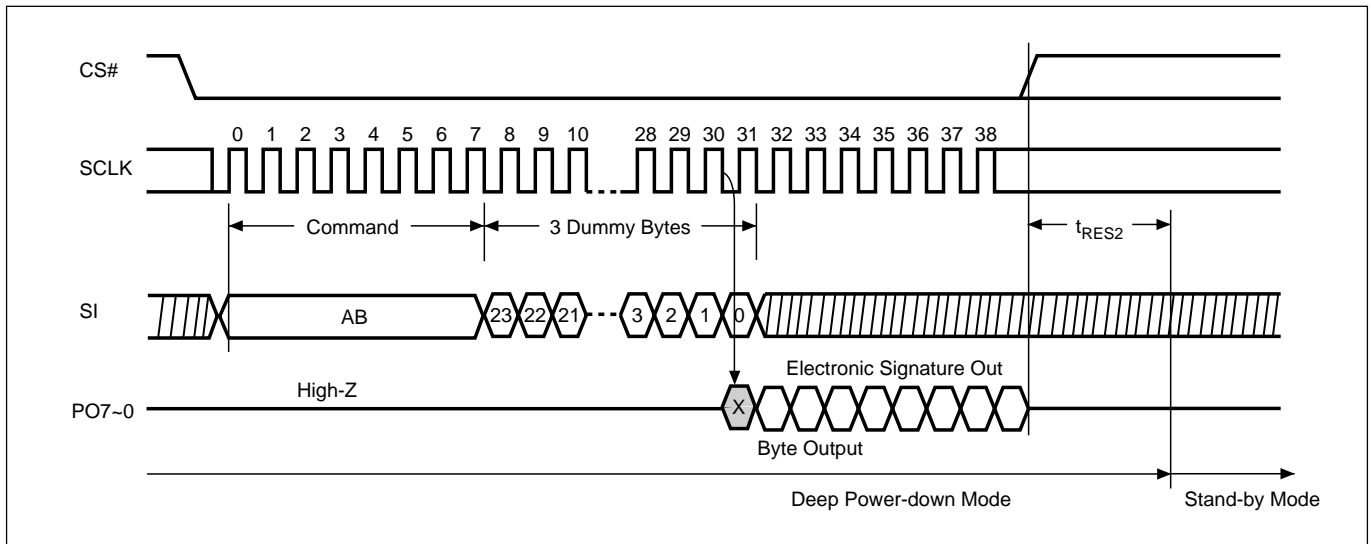 CS#
0 1 2 3 4 5 6 7 8 9 10 28 29 30 31 32 33 34 35 36 37 38
SCLK
Command 3 Dummy Bytes tRES2
SI AB 23 22 21 3 2 1 0
Electronic Signature Out
High-Z
PO7~0 X
Byte Output
Deep Power-down Mode Stand-by Mode